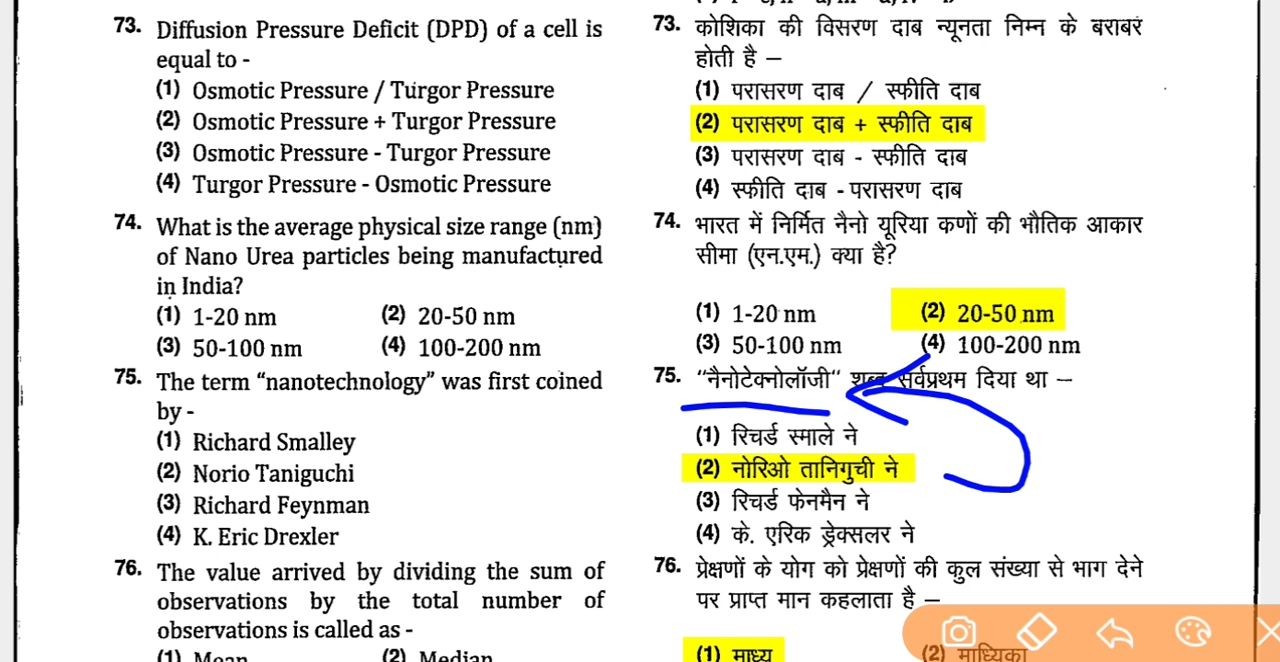 73. Diffusion Pressure Deficit (DPD) of a cell is
equal to -
(1) Osmotic Pressure / Turgor Pressure
(2) Osmotic Pressure + Turgor Pressure
(3) Osmotic Pressure - Turgor Pressure
(4) Turgor Pressure - Osmotic Pressure
74. What is the average physical size range (nm)
of Nano Urea particles being manufactured
in India?
(1) 1-20 nm (2) 20-50 nm
(3) 50-100 nm (4) 100-200 nm
75. The term “nanotechnology” was first coined
by -
(1) Richard Smalley
(2) Norio Taniguchi
(3) Richard Feynman
(4) K. Eric Drexler
76. The value arrived by dividing the sum of
observations by the total number of
observations is called as -
(1) Mean (2) Median
73. कोशिका की विसरण दाब न्यूनता निम्न के बराबर
होती है –
(1) परासरण दाब / स्फीति दाब
(2) परासरण दाब + स्फीति दाब
(3) परासरण दाब - स्फीति दाब
(4) स्फीति दाब - परासरण दाब
74. भारत में निर्मित नैनो यूरिया कणों की भौतिक आकार
सीमा (एन.एम.) क्या है?
(1) 1-20 nm (2) 20-50 nm
(3) 50-100 nm (4) 100-200 nm
75. “नैनोटेक्नोलॉजी“ शब्द सर्वप्रथम दिया था –
(1) रिचर्ड स्माले ने
(2) नोरिओ तानिगुची ने
(3) रिचर्ड फेनमैन ने
(4) के. एरिक ड्रेक्सलर ने
76. प्रेक्षणों के योग को प्रेक्षणों की कुल संख्या से भाग देने
पर प्राप्त मान कहलाता है –
(1) माध्य (2) माध्यिका